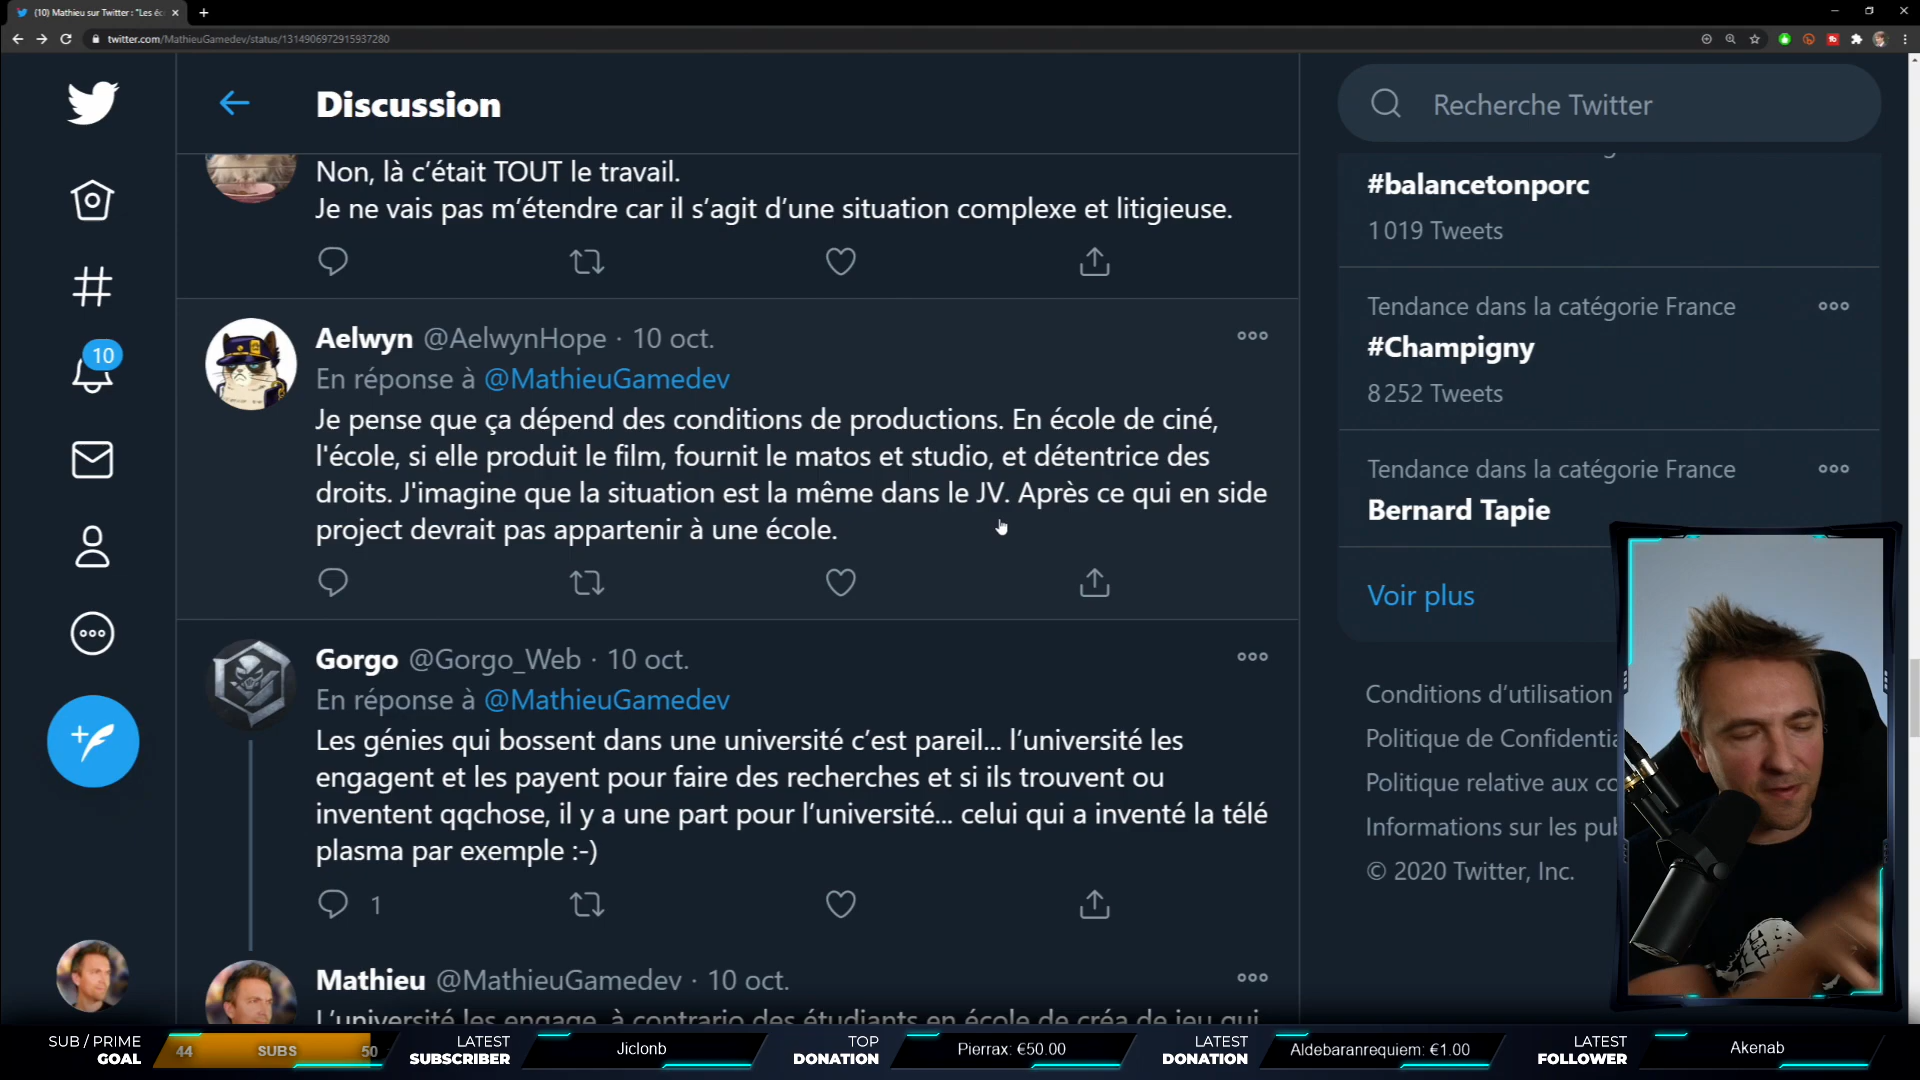 (10) Mathieu sur Twitter : "Les éc
twitter.com/MathieuGamedev/status/1314906972915937280
Discussion
Recherche Twitter
Non, là c’était TOUT le travail.
Je ne vais pas m’étendre car il s’agit d’une situation complexe et litigieuse.
#balancetonporc
1 019 Tweets
Tendance dans la catégorie France
#Champigny
8 252 Tweets
Tendance dans la catégorie France
Bernard Tapie
Voir plus
10
Aelwyn @AelwynHope · 10 oct.
En réponse à @MathieuGamedev
Je pense que ça dépend des conditions de productions. En école de ciné,
l'école, si elle produit le film, fournit le matos et studio, et détentrice des
droits. J'imagine que la situation est la même dans le JV. Après ce qui en side
project devrait pas appartenir à une école.
Gorgo @Gorgo_Web · 10 oct.
En réponse à @MathieuGamedev
Les génies qui bossent dans une université c’est pareil... l’université les
engagent et les payent pour faire des recherches et si ils trouvent ou
inventent qqchose, il y a une part pour l’université... celui qui a inventé la télé
plasma par exemple :-)
1
Mathieu @MathieuGamedev · 10 oct.
L’université les engage, à contrario des étudiants en école de créa de jeu qui
Conditions d’utilisation
Politique de Confidentia
Politique relative aux co
Informations sur les pub
© 2020 Twitter, Inc.
SUB / PRIME
GOAL
44 SUBS 50
LATEST
SUBSCRIBER
Jiclonb
TOP
DONATION
Pierrax: €50.00
LATEST
DONATION
Aldebaranrequiem: €1.00
LATEST
FOLLOWER
Akenab